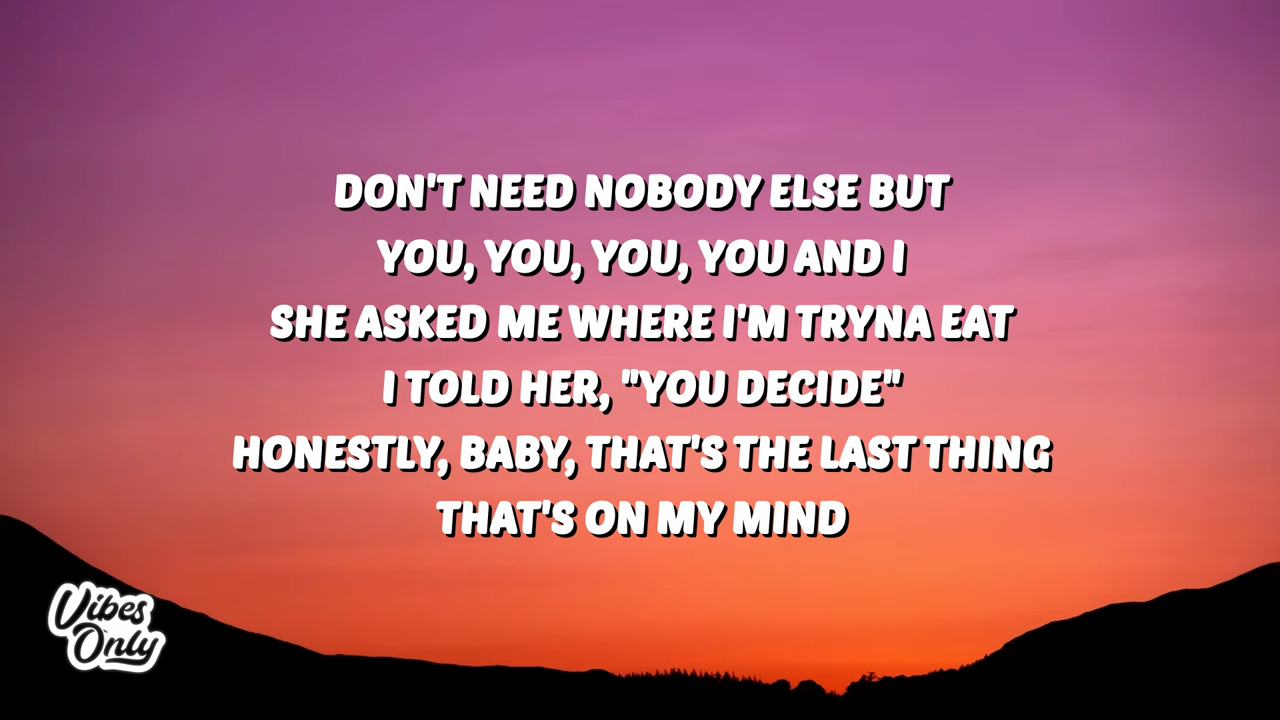 DON'T NEED NOBODY ELSE BUT
YOU, YOU, YOU, YOU AND I
SHE ASKED ME WHERE I'M TRYNA EAT
I TOLD HER, "YOU DECIDE"
HONESTLY, BABY, THAT'S THE LAST THING
THAT'S ON MY MIND
Vibes
Only